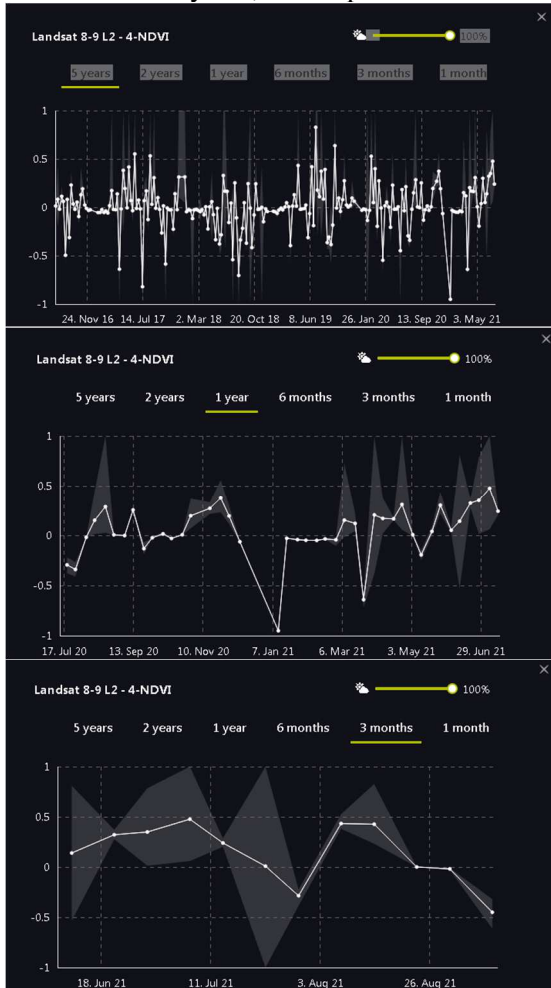 Landsat 8-9 L2 - 4-NDVI 100%
5 years 2 years 1 year 6 months 3 months 1 month
1
0.5
0
-0.5
-1
24. Nov 16 14. Jul 17 2. Mar 18 20. Oct 18 8. Jun 19 26. Jan 20 13. Sep 20 3. May 21
Landsat 8-9 L2 - 4-NDVI 100%
5 years 2 years 1 year 6 months 3 months 1 month
1
0.5
0
-0.5
-1
17. Jul 20 13. Sep 20 10. Nov 20 7. Jan 21 6. Mar 21 3. May 21 29. Jun 21
Landsat 8-9 L2 - 4-NDVI 100%
5 years 2 years 1 year 6 months 3 months 1 month
1
0.5
0
-0.5
-1
18. Jun 21 11. Jul 21 3. Aug 21 26. Aug 21